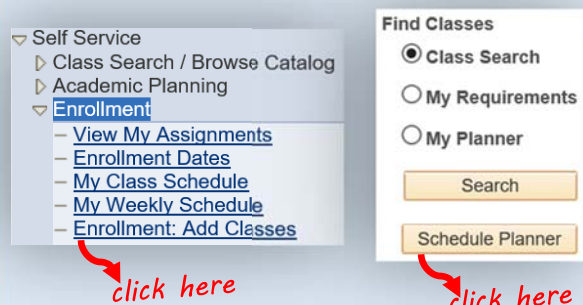 Self Service
Class Search / Browse Catalog
Academic Planning
Enrollment
View My Assignments
Enrollment Dates
My Class Schedule
My Weekly Schedule
Enrollment: Add Classes
click here
Find Classes
Class Search
My Requirements
My Planner
Search
Schedule Planner
click here